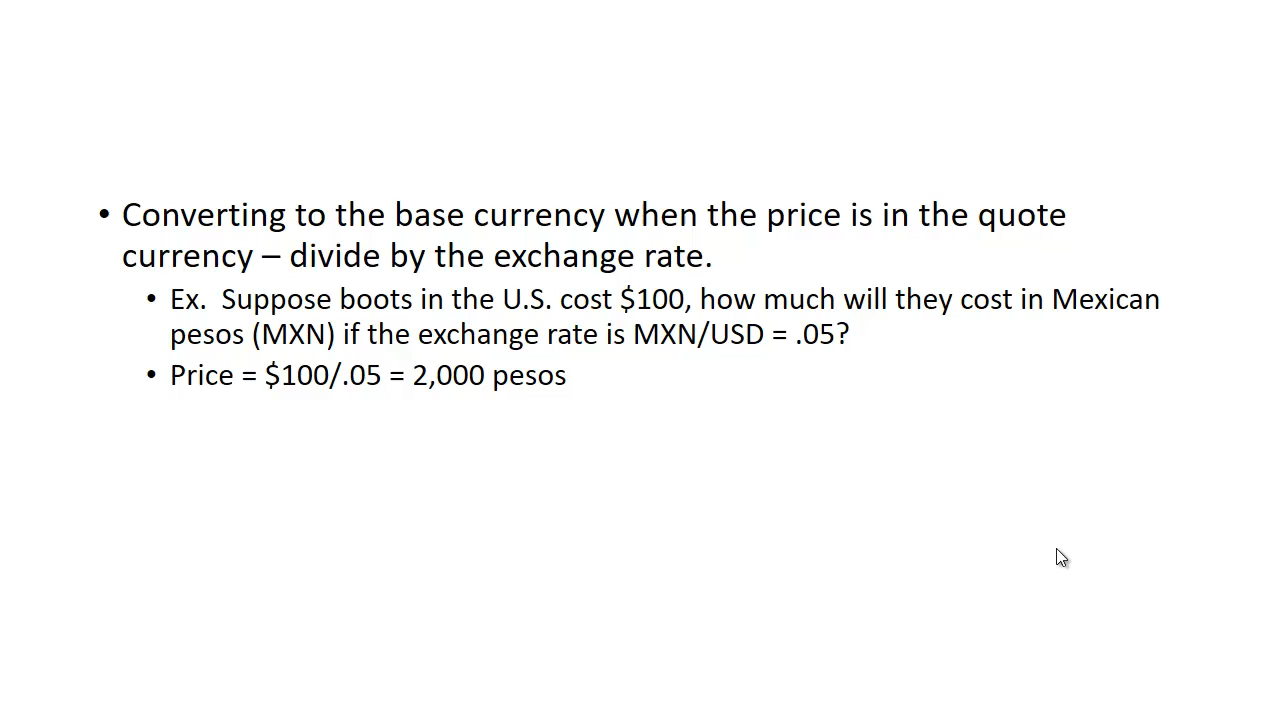 • Converting to the base currency when the price is in the quote
currency – divide by the exchange rate.
• Ex.  Suppose boots in the U.S. cost $100, how much will they cost in Mexican
pesos (MXN) if the exchange rate is MXN/USD = .05?
• Price = $100/.05 = 2,000 pesos